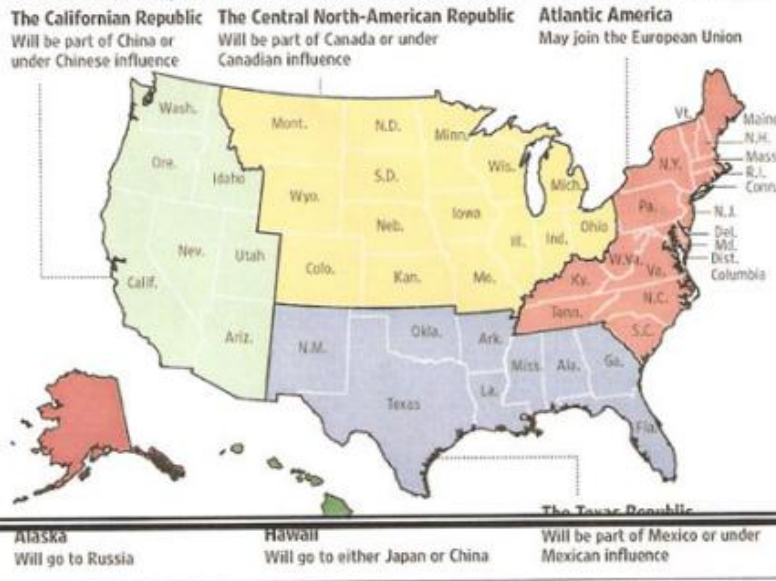 The Californian Republic
Will be part of China or
under Chinese influence
The Central North-American Republic
Will be part of Canada or under
Canadian influence
Atlantic America
May join the European Union
Wash.
Ore.
Idaho
Nev.
Utah
Calif.
Ariz.
Mont.
N.D.
Minn.
Wyo.
S.D.
Wis.
Mich.
Neb.
Iowa
Ill.
Ind.
Ohio
Colo.
Kan.
Mo.
Vt.
Maine
N.H.
Mass
R.I.
Conn
N.Y.
Pa.
N.J.
Del.
Md.
Dist.
Columbia
W.Va.
Va.
Ky.
N.C.
Tenn.
S.C.
N.M.
Okla.
Ark.
Texas
La.
Miss.
Ala.
Ga.
Fla.
The Texas Republic
Will be part of Mexico or under
Mexican influence
Alaska
Will go to Russia
Hawaii
Will go to either Japan or China